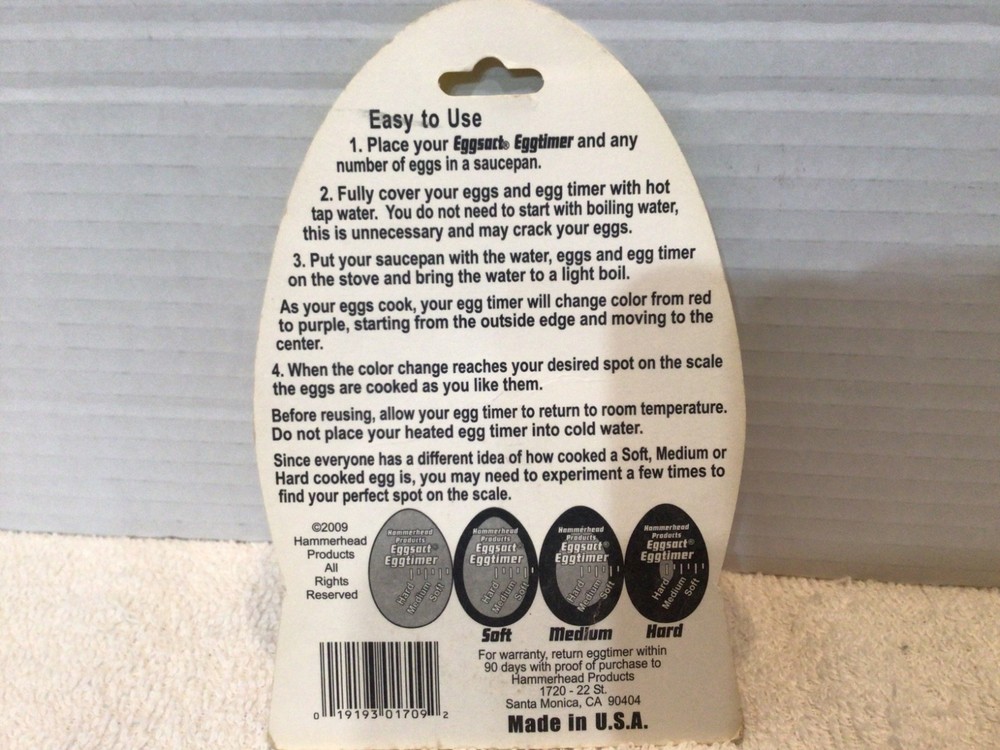 Easy to Use
1. Place your Eggsact® Eggtimer and any
number of eggs in a saucepan.
2. Fully cover your eggs and egg timer with hot
tap water. You do not need to start with boiling water,
this is unnecessary and may crack your eggs.
3. Put your saucepan with the water, eggs and egg timer
on the stove and bring the water to a light boil.
As your eggs cook, your egg timer will change color from red
to purple, starting from the outside edge and moving to the
center.
4. When the color change reaches your desired spot on the scale
the eggs are cooked as you like them.
Before reusing, allow your egg timer to return to room temperature.
Do not place your heated egg timer into cold water.
Since everyone has a different idea of how cooked a Soft, Medium or
Hard cooked egg is, you may need to experiment a few times to
find your perfect spot on the scale.
©2009
Hammerhead
Products
All
Rights
Reserved
Hammerhead
Products
Eggsact®
Eggtimer
Hard
Medium
Soft
Hammerhead
Products
Eggsact®
Eggtimer
Hard
Medium
Soft
Soft
Hammerhead
Products
Eggsact®
Eggtimer
Hard
Medium
Soft
Medium
Hammerhead
Products
Eggsact®
Eggtimer
Hard
Medium
Soft
Hard
For warranty, return eggtimer within
90 days with proof of purchase to
Hammerhead Products
1720 - 22 St.
Santa Monica, CA 90404
Made in U.S.A.
0 19193 01709 2